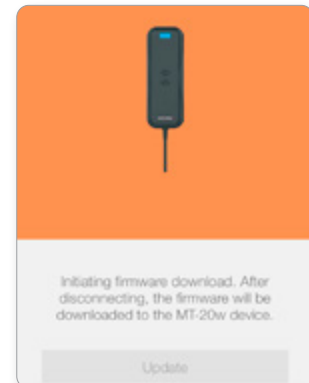 Initiating firmware download. After
disconnecting, the firmware will be
downloaded to the MT-20w device.
Update